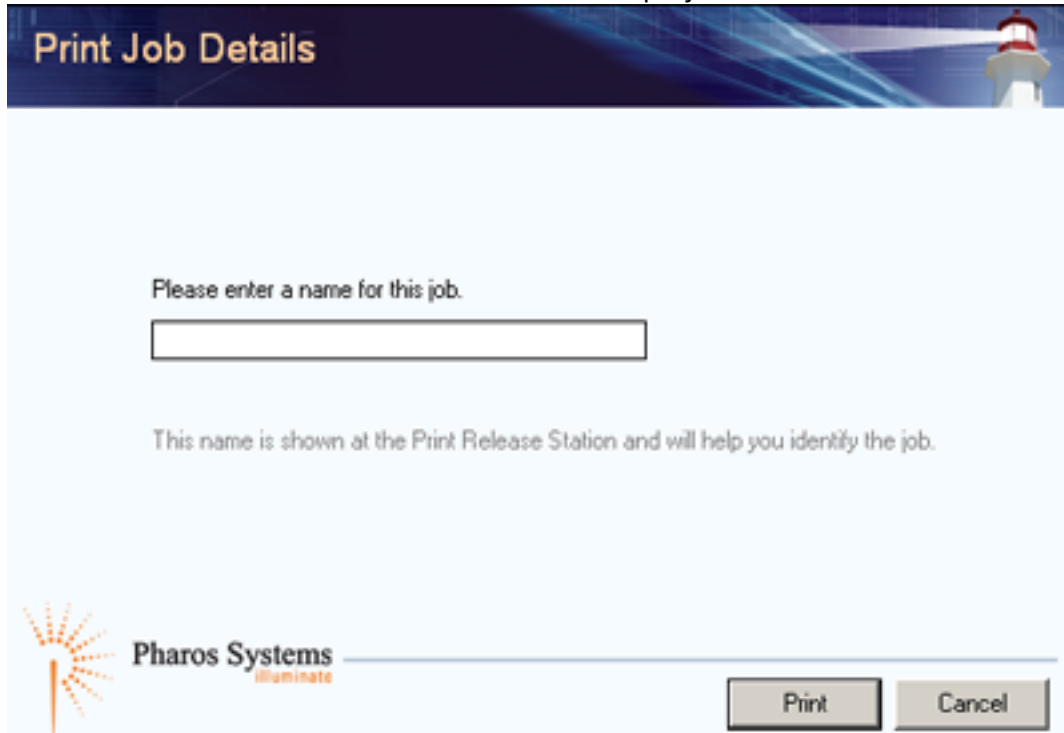 Print Job Details
Please enter a name for this job.
This name is shown at the Print Release Station and will help you identify the job.
Pharos Systems
illuminate
Print
Cancel